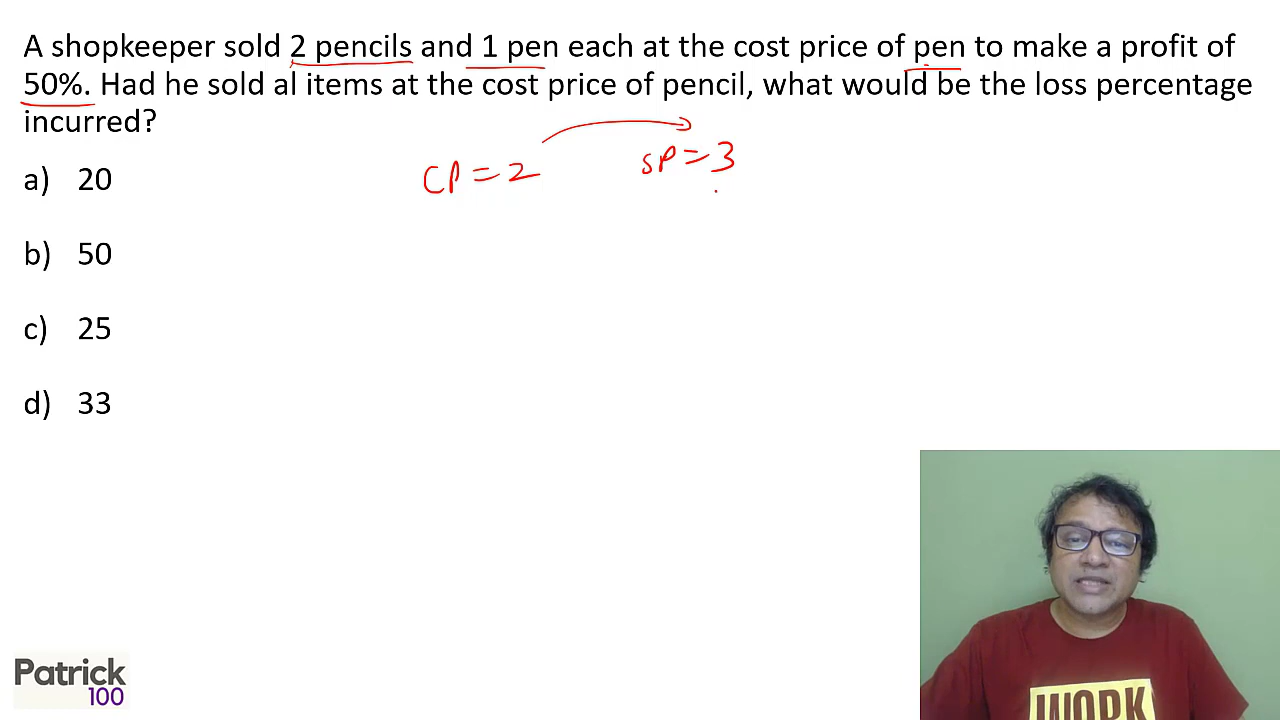 A shopkeeper sold 2 pencils and 1 pen each at the cost price of pen to make a profit of
50%. Had he sold al items at the cost price of pencil, what would be the loss percentage
incurred?
CP = 2 SP = 3
a) 20
b) 50
c) 25
d) 33
Patrick
100
WORK